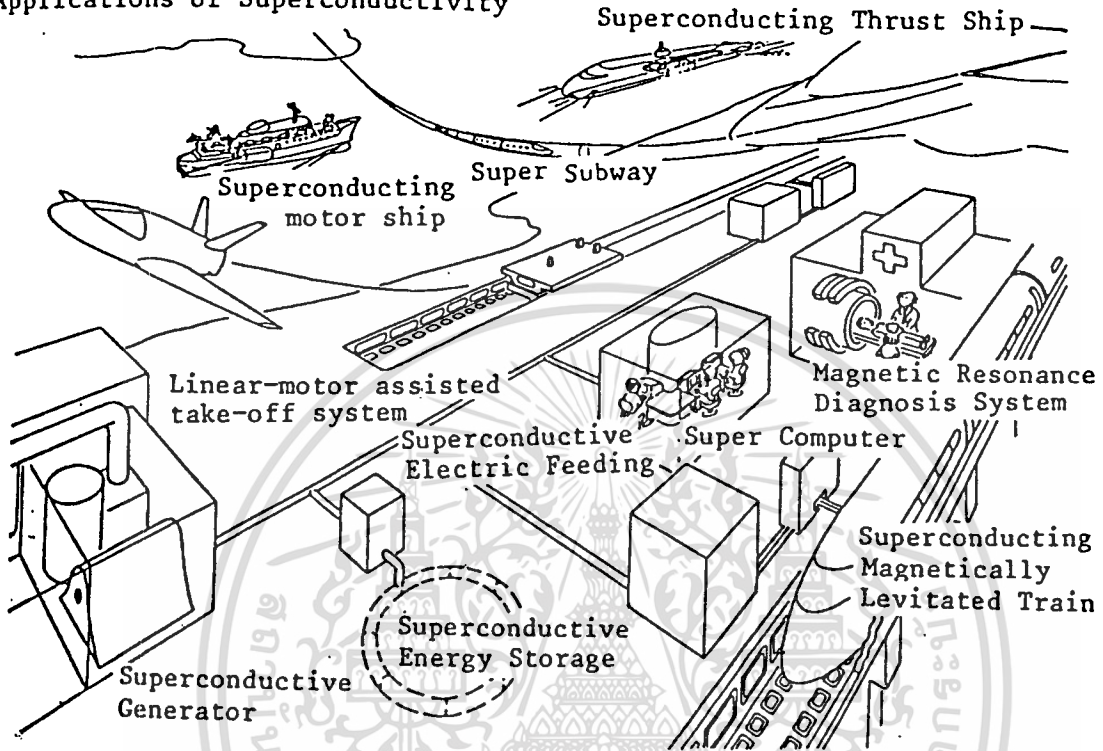 Applications of Superconductivity
Superconducting Thrust Ship
Super Subway
Superconducting
motor ship
Linear-motor assisted
take-off system
Magnetic Resonance
Diagnosis System
Superconductive
Electric Feeding
Super Computer
Superconducting
Magnetically
Levitated Train
Superconductive
Energy Storage
Superconductive
Generator